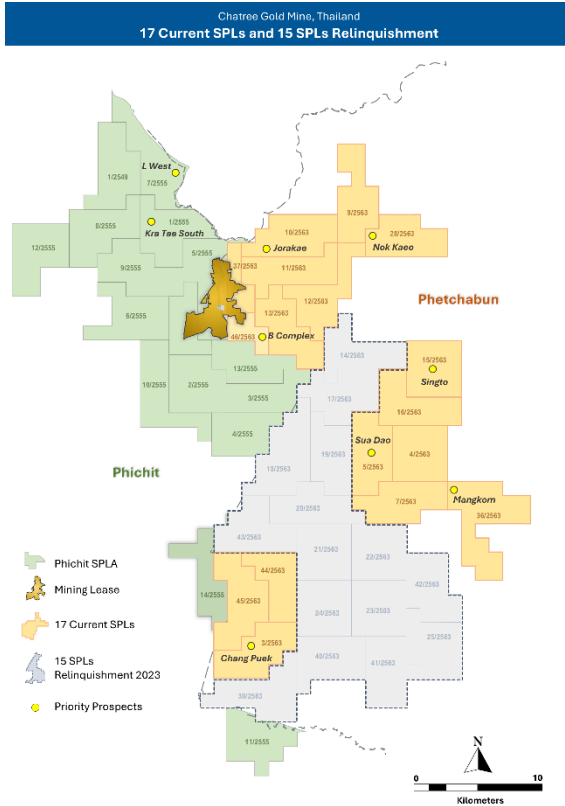 Chatree Gold Mine, Thailand
17 Current SPLs and 15 SPLs Relinquishment
L West
1/2549
7/2555
9/2563
8/2555
1/2555
Kra Tae South
10/2563
28/2563
Nok Kaeo
12/2555
5/2555
Jorakae
9/2555
37/2563
11/2563
12/2563
Phetchabun
6/2555
13/2563
46/2563
B Complex
14/2563
13/2555
15/2563
Singto
10/2555
2/2555
3/2555
17/2563
16/2563
4/2555
Sua Dao
19/2563
4/2563
5/2563
Phichit
Mangkorn
7/2563
36/2563
20/2563
43/2563
21/2563
22/2563
Phichit SPLA
44/2563
42/2563
Mining Lease
14/2555
45/2563
24/2563
23/2563
17 Current SPLs
25/2563
3/2563
Chang Puek
40/2563
41/2563
15 SPLs
Relinquishment 2023
39/2563
Priority Prospects
11/2555
N
0
10
Kilometers